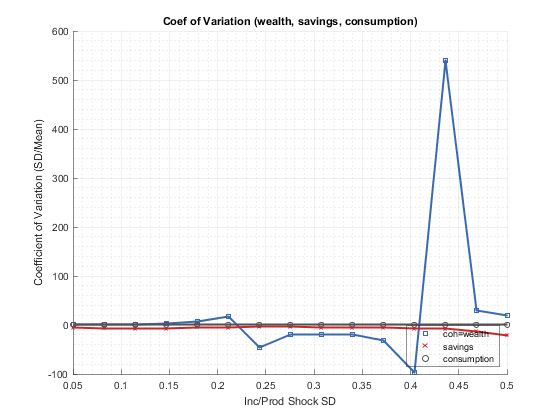 Coef of Variation (wealth, savings, consumption)
600
500
400
300
200
100
0
-100
Coefficient of Variation (SD/Mean)
coh=wealth
savings
consumption
0.05 0.1 0.15 0.2 0.25 0.3 0.35 0.4 0.45 0.5
Inc/Prod Shock SD